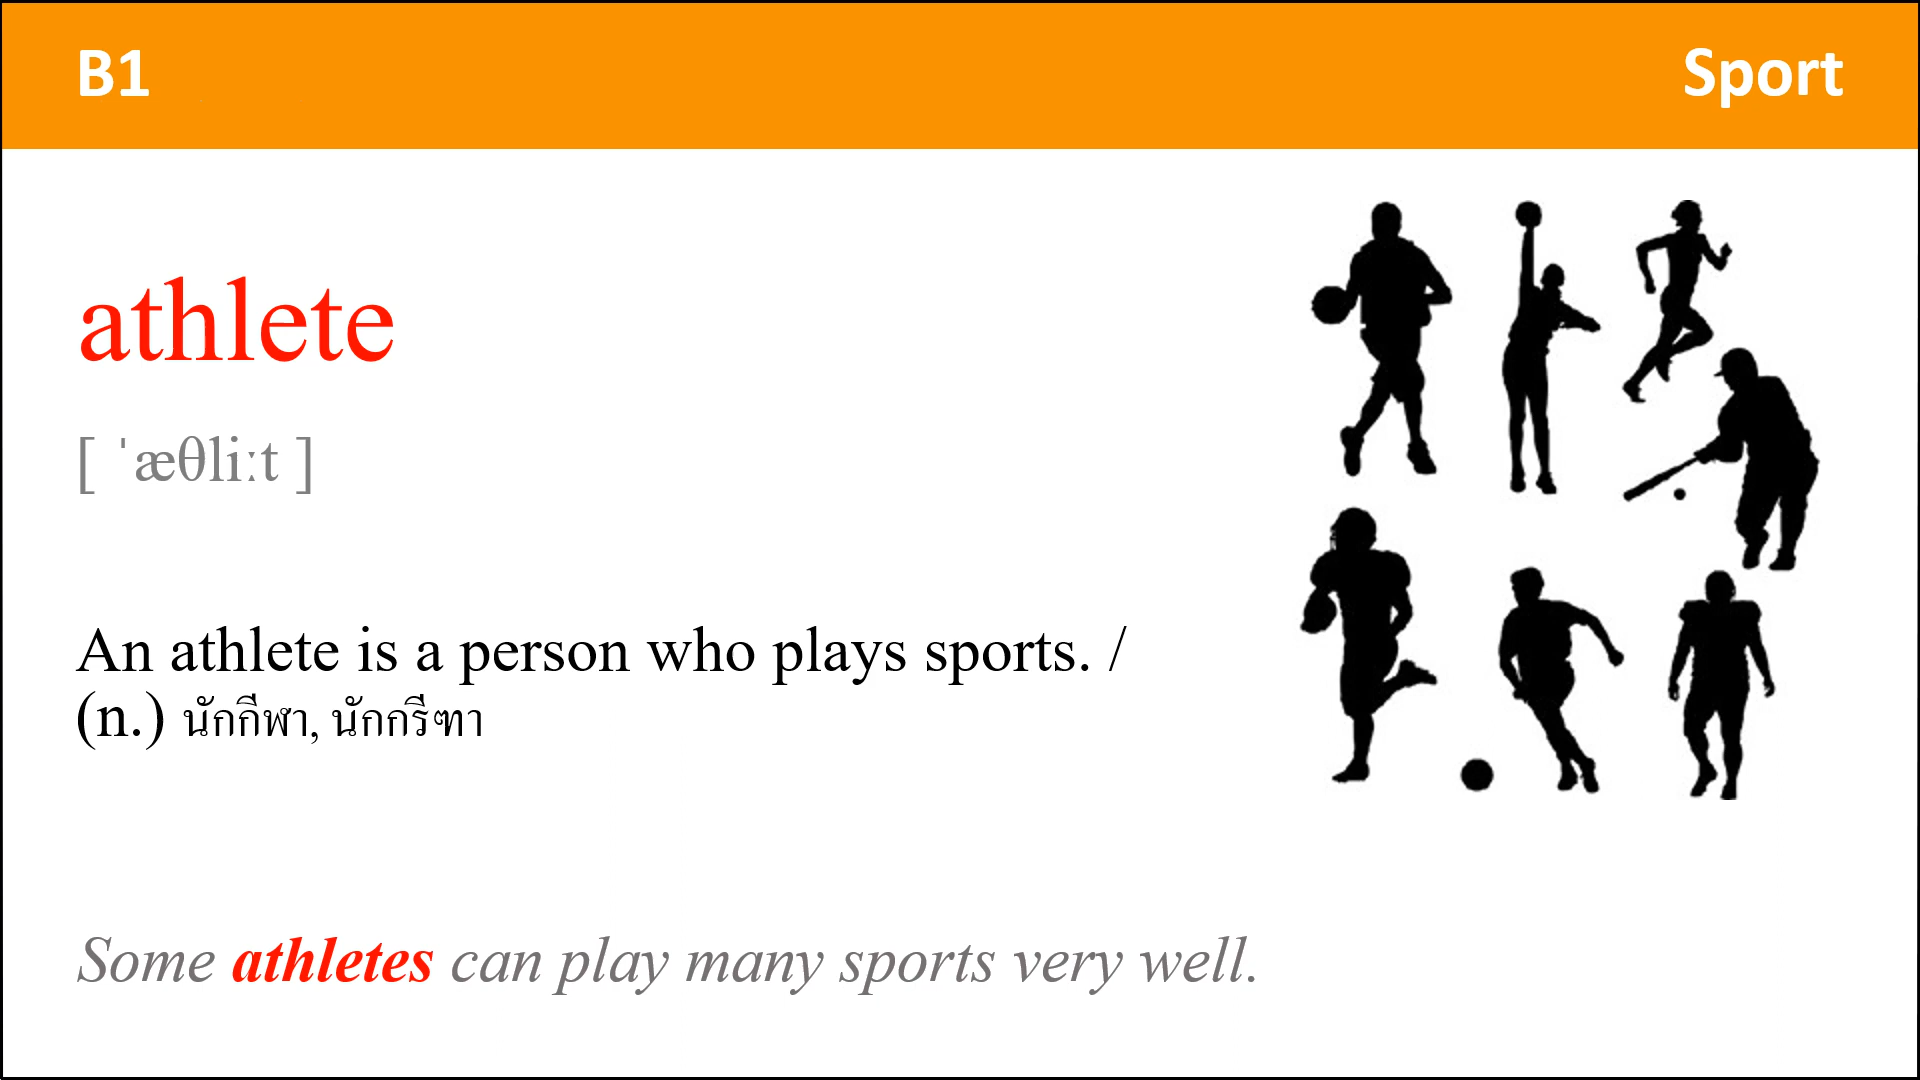 B1
Sport
athlete
[ ˈæθliːt ]
An athlete is a person who plays sports. /
(n.) นักกีฬา, นักกรีฑา
Some athletes can play many sports very well.